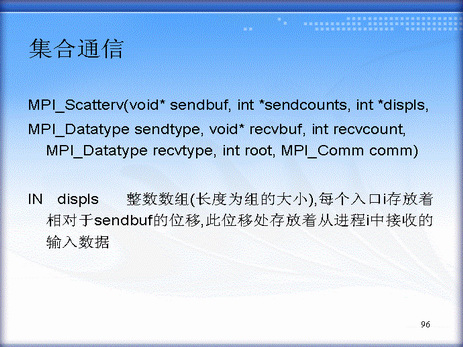 集合通信
MPI_Scatterv(void* sendbuf, int *sendcounts, int *displs,
MPI_Datatype sendtype, void* recvbuf, int recvcount,
MPI_Datatype recvtype, int root, MPI_Comm comm)
IN displs 整数数组(长度为组的大小),每个入口i存放着
相对于sendbuf的位移,此位移处存放着从进程i中接收的
输入数据
96